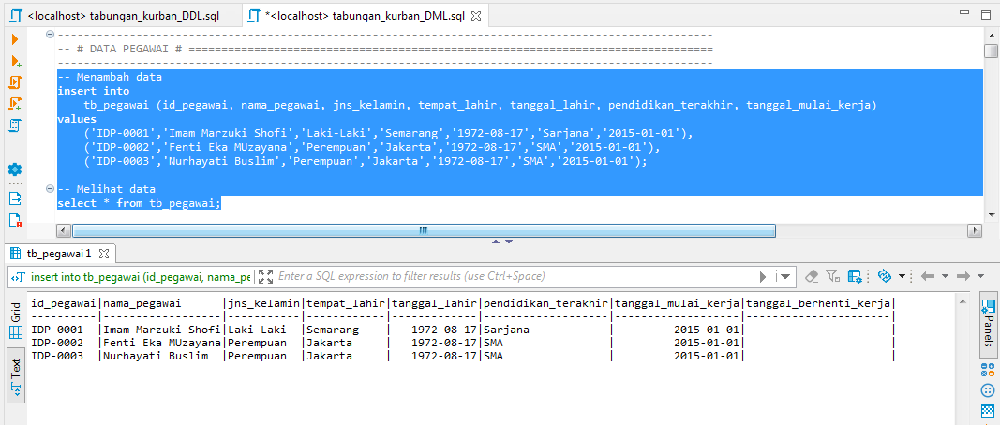 <localhost> tabungan_kurban_DDL.sql
*<localhost> tabungan_kurban_DML.sql
----------------------------------------------------------------------------------------------------
-- # DATA PEGAWAI # ================================================================================
----------------------------------------------------------------------------------------------------
-- Menambah data
insert into
    tb_pegawai (id_pegawai, nama_pegawai, jns_kelamin, tempat_lahir, tanggal_lahir, pendidikan_terakhir, tanggal_mulai_kerja)
values
    ('IDP-0001','Imam Marzuki Shofi','Laki-Laki','Semarang','1972-08-17','Sarjana','2015-01-01'),
    ('IDP-0002','Fenti Eka MUzayana','Perempuan','Jakarta','1972-08-17','SMA','2015-01-01'),
    ('IDP-0003','Nurhayati Buslim','Perempuan','Jakarta','1972-08-17','SMA','2015-01-01');
-- Melihat data
select * from tb_pegawai;
tb_pegawai 1
insert into tb_pegawai (id_pegawai, nama_pe
Enter a SQL expression to filter results (use Ctrl+Space)
Grid
Text
Panels
id_pegawai|nama_pegawai      |jns_kelamin|tempat_lahir|tanggal_lahir|pendidikan_terakhir|tanggal_mulai_kerja|tanggal_berhenti_kerja|
----------|------------------|-----------|------------|-------------|-------------------|-------------------|----------------------|
IDP-0001  |Imam Marzuki Shofi|Laki-Laki  |Semarang    |   1972-08-17|Sarjana            |         2015-01-01|                      |
IDP-0002  |Fenti Eka MUzayana|Perempuan  |Jakarta     |   1972-08-17|SMA                |         2015-01-01|                      |
IDP-0003  |Nurhayati Buslim  |Perempuan  |Jakarta     |   1972-08-17|SMA                |         2015-01-01|                      |